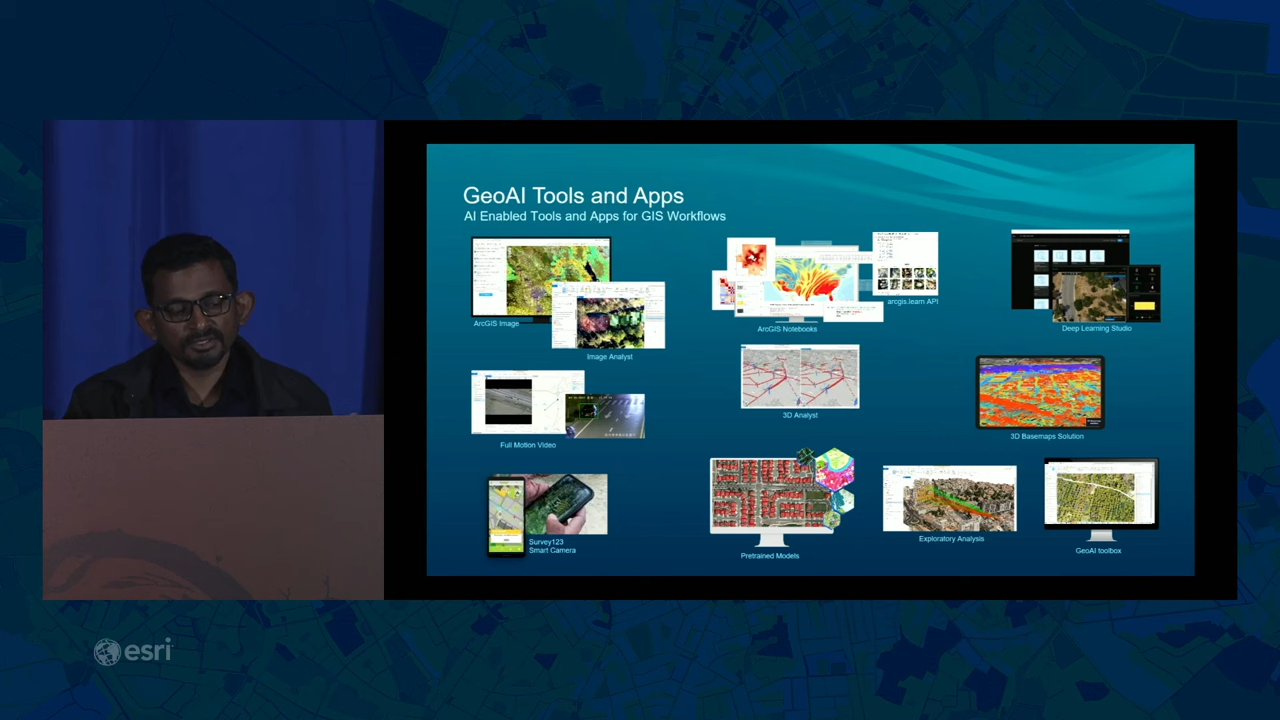 GeoAI Tools and Apps
AI Enabled Tools and Apps for GIS Workflows
ArcGIS Image
Image Analyst
ArcGIS Notebooks
arcgis.learn API
Deep Learning Studio
Full Motion Video
3D Analyst
3D Basemaps Solution
Survey123
Smart Camera
Pretrained Models
Exploratory Analysis
GeoAI toolbox
esri